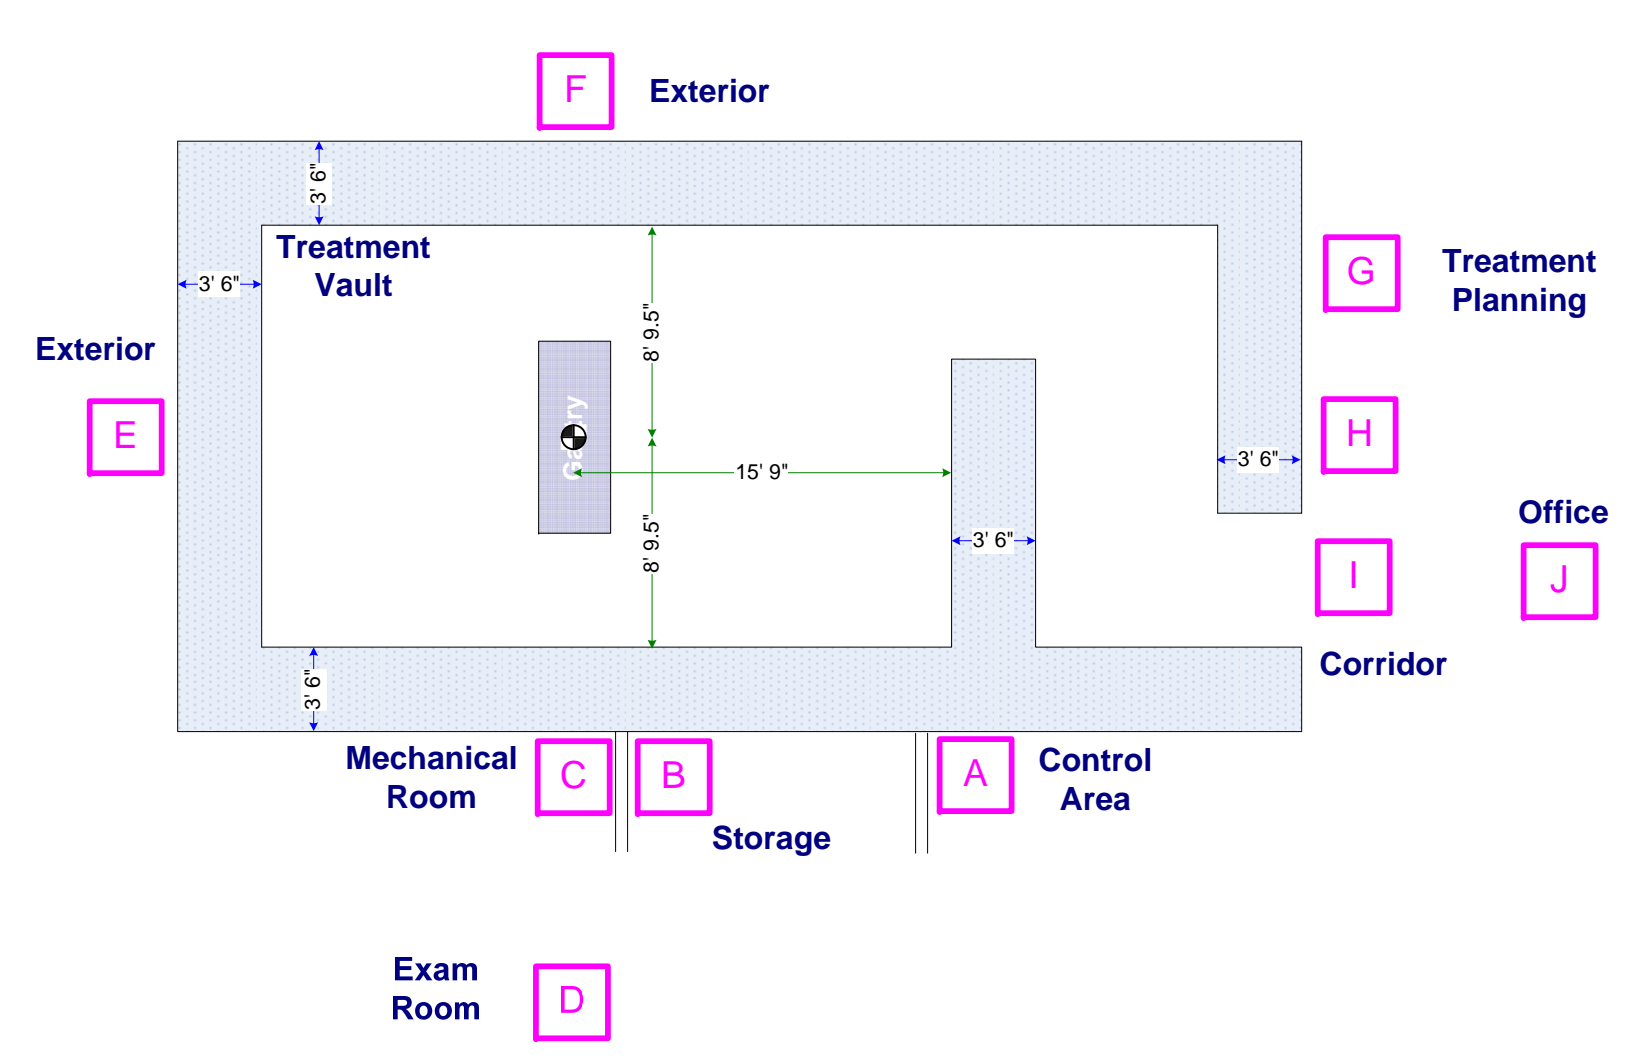 F
Exterior
3' 6"
Treatment
Vault
3' 6"
8' 9.5"
G
Treatment
Planning
Exterior
E
Gantry
15' 9"
8' 9.5"
3' 6"
H
3' 6"
Office
I
J
3' 6"
Corridor
Mechanical
Room
C
B
A
Control
Area
Storage
Exam
Room
D